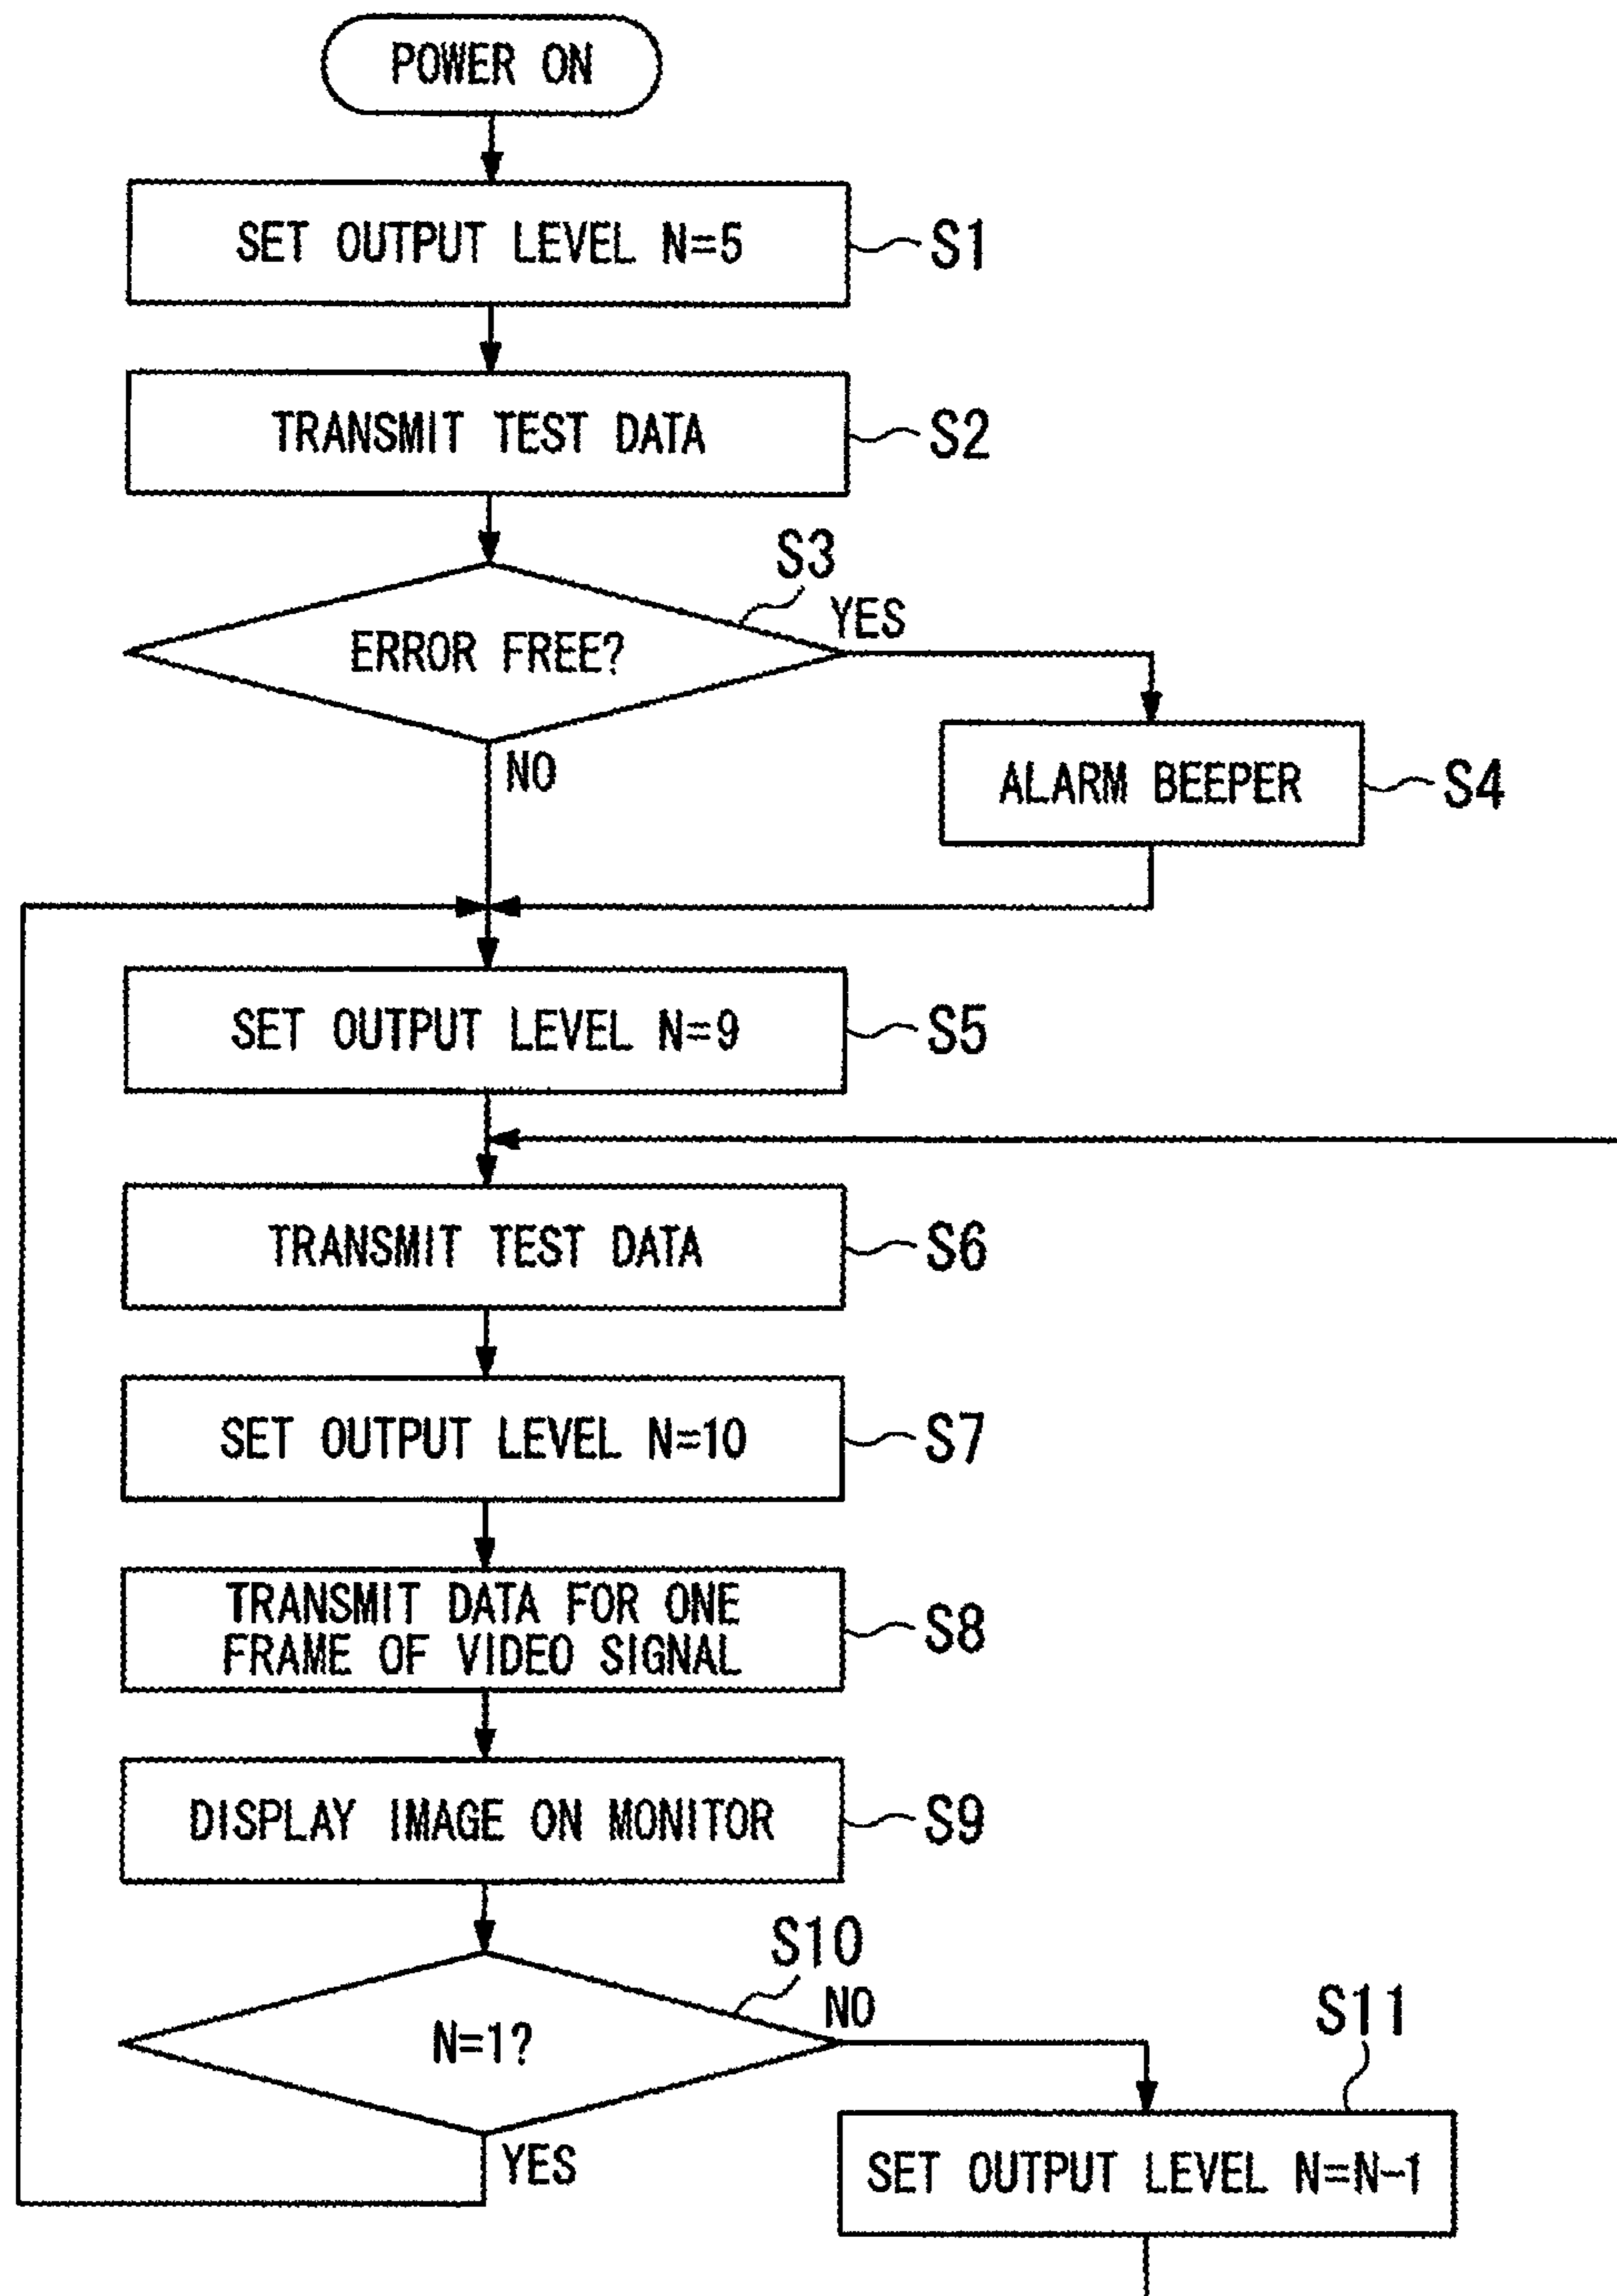 POWER ON
SET OUTPUT LEVEL N=5
S1
TRANSMIT TEST DATA
S2
S3
ERROR FREE?
YES
NO
ALARM BEEPER
S4
SET OUTPUT LEVEL N=9
S5
TRANSMIT TEST DATA
S6
SET OUTPUT LEVEL N=10
S7
TRANSMIT DATA FOR ONE
FRAME OF VIDEO SIGNAL
S8
DISPLAY IMAGE ON MONITOR
S9
S10
N=1?
NO
YES
S11
SET OUTPUT LEVEL N=N-1